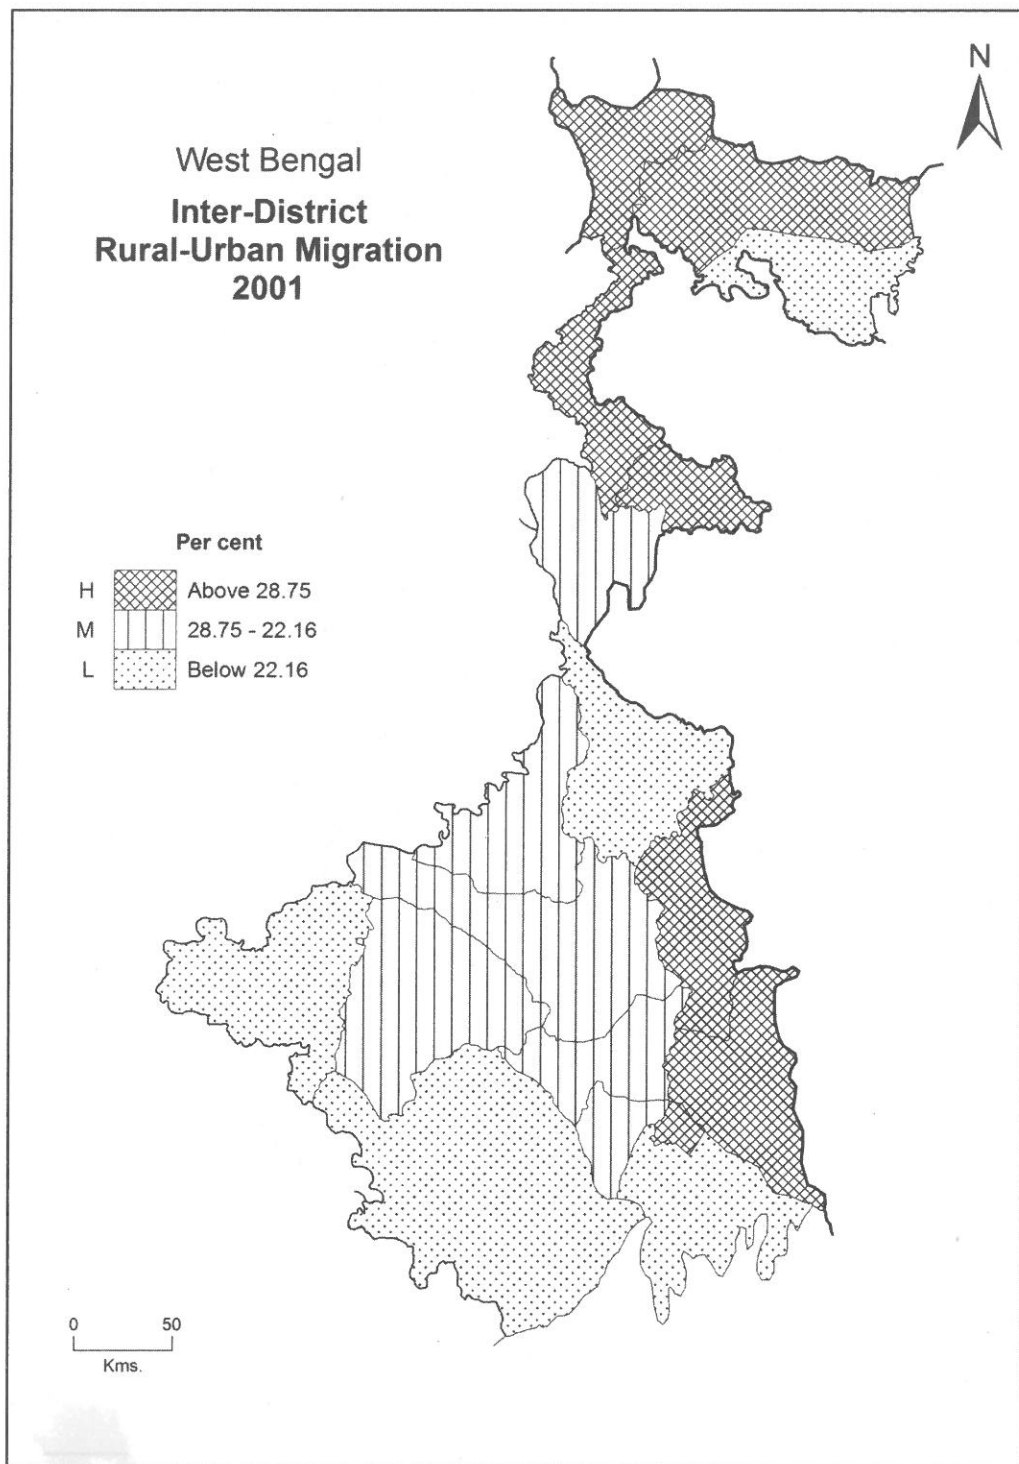 N
West Bengal
Inter-District
Rural-Urban Migration
2001
Per cent
H Above 28.75
M 28.75 - 22.16
L Below 22.16
0 50
Kms.